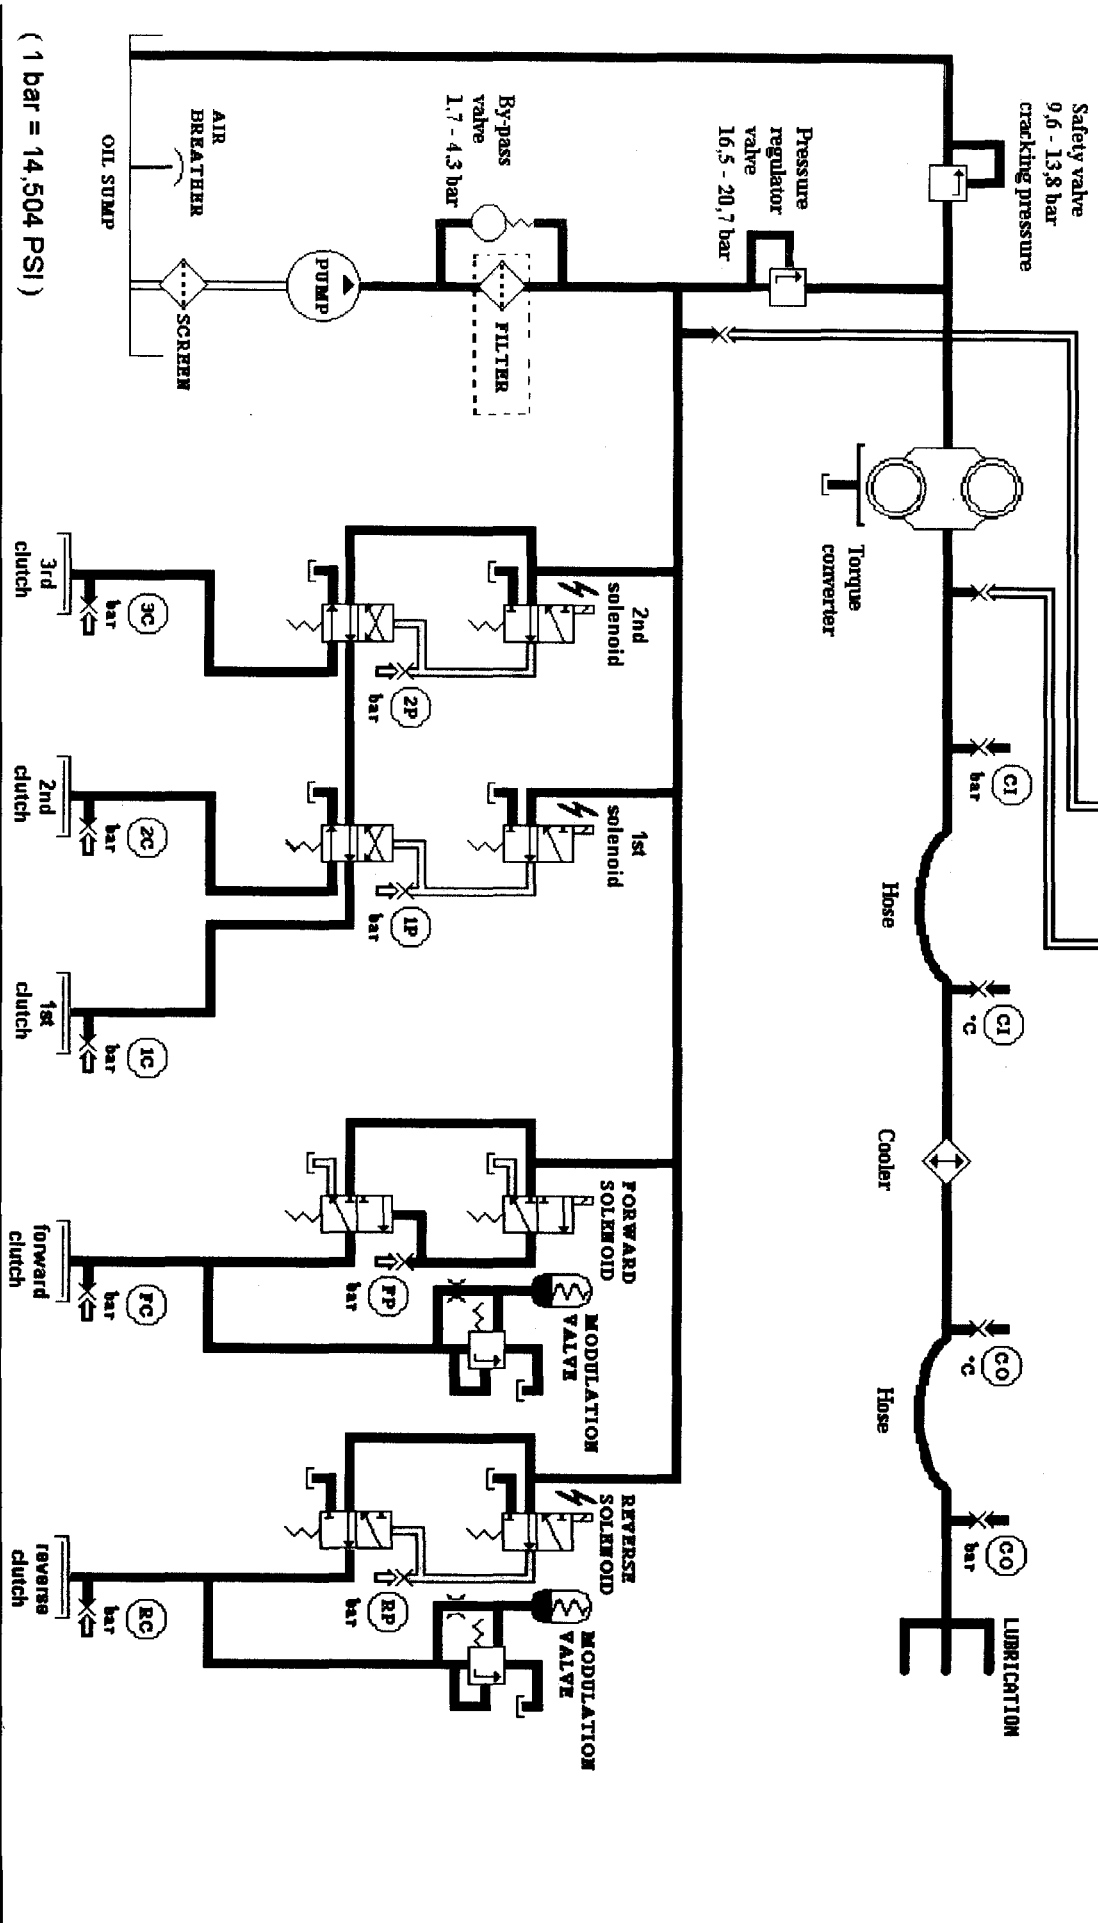 Safety valve
9,6 - 13,8 bar
cracking pressure
Pressure
regulator
valve
16,5 - 20,7 bar
By-pass
valve
1,7 - 4,3 bar
AIR
BREATHER
OIL SUMP
( 1 bar = 14,504 PSI )
SCREEN
PUMP
FILTER
Torque
converter
CI
bar
Hose
CI
°C
Cooler
CO
°C
Hose
CO
bar
LUBRICATION
2nd
solenoid
2P
bar
3C
bar
3rd
clutch
1st
solenoid
1P
bar
2C
bar
2nd
clutch
1C
bar
1st
clutch
FORWARD
SOLENOID
FP
bar
MODULATION
VALVE
FC
bar
forward
clutch
REVERSE
SOLENOID
RP
bar
MODULATION
VALVE
RC
bar
reverse
clutch